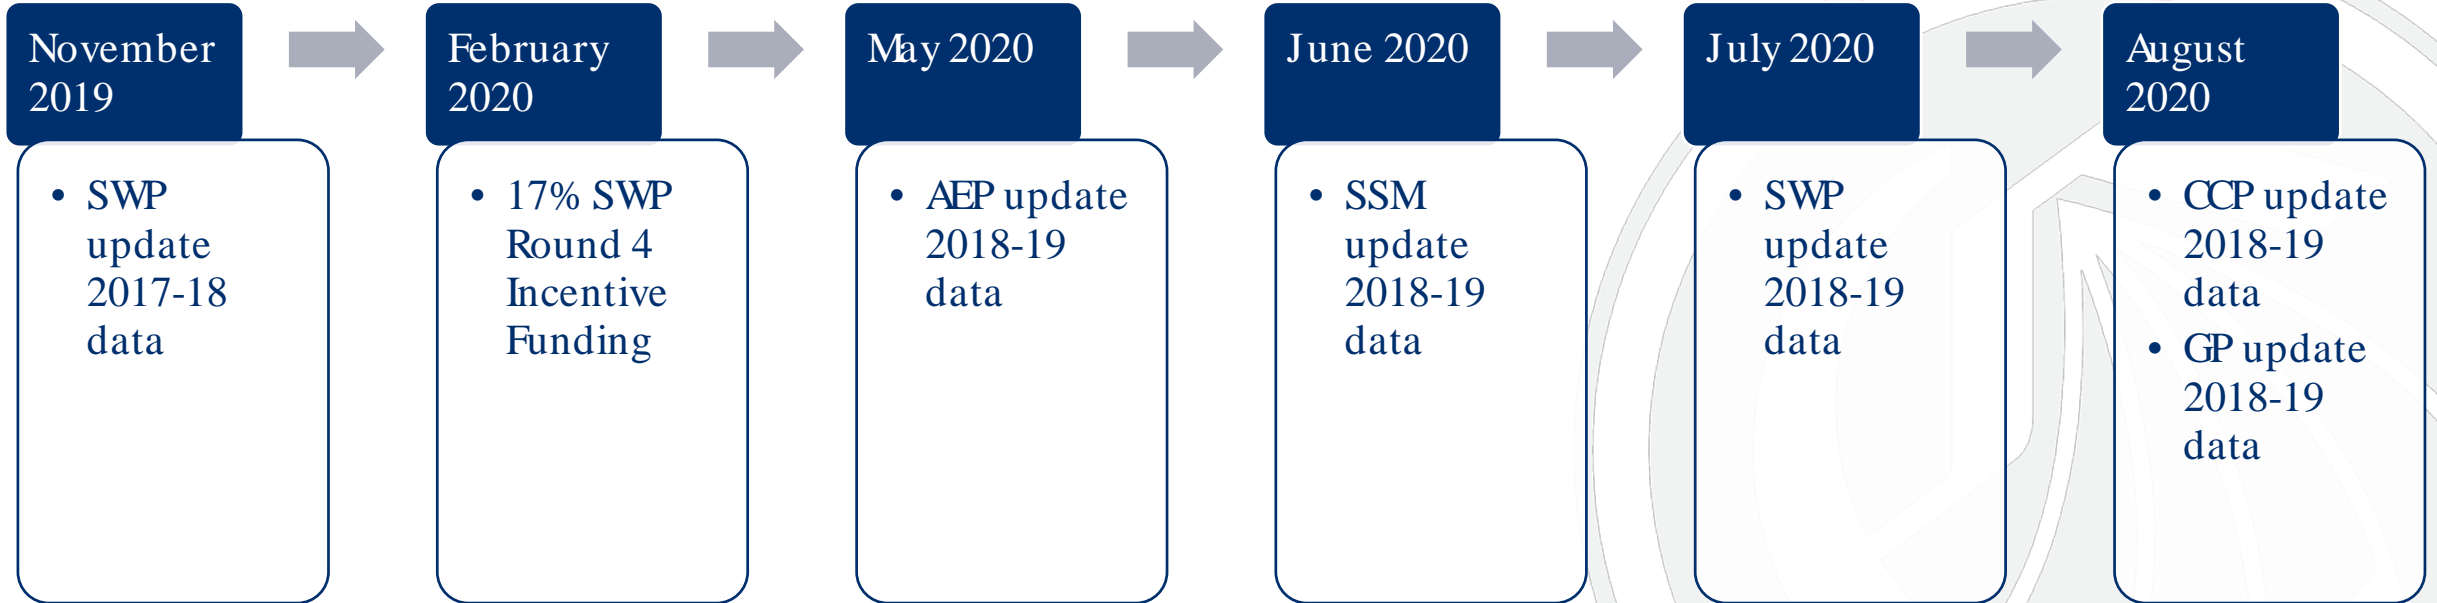 November
2019
• SWP
update
2017-18
data
February
2020
• 17% SWP
Round 4
Incentive
Funding
May 2020
• AEP update
2018-19
data
June 2020
• SSM
update
2018-19
data
July 2020
• SWP
update
2018-19
data
August
2020
• CCP update
2018-19
data
• GP update
2018-19
data